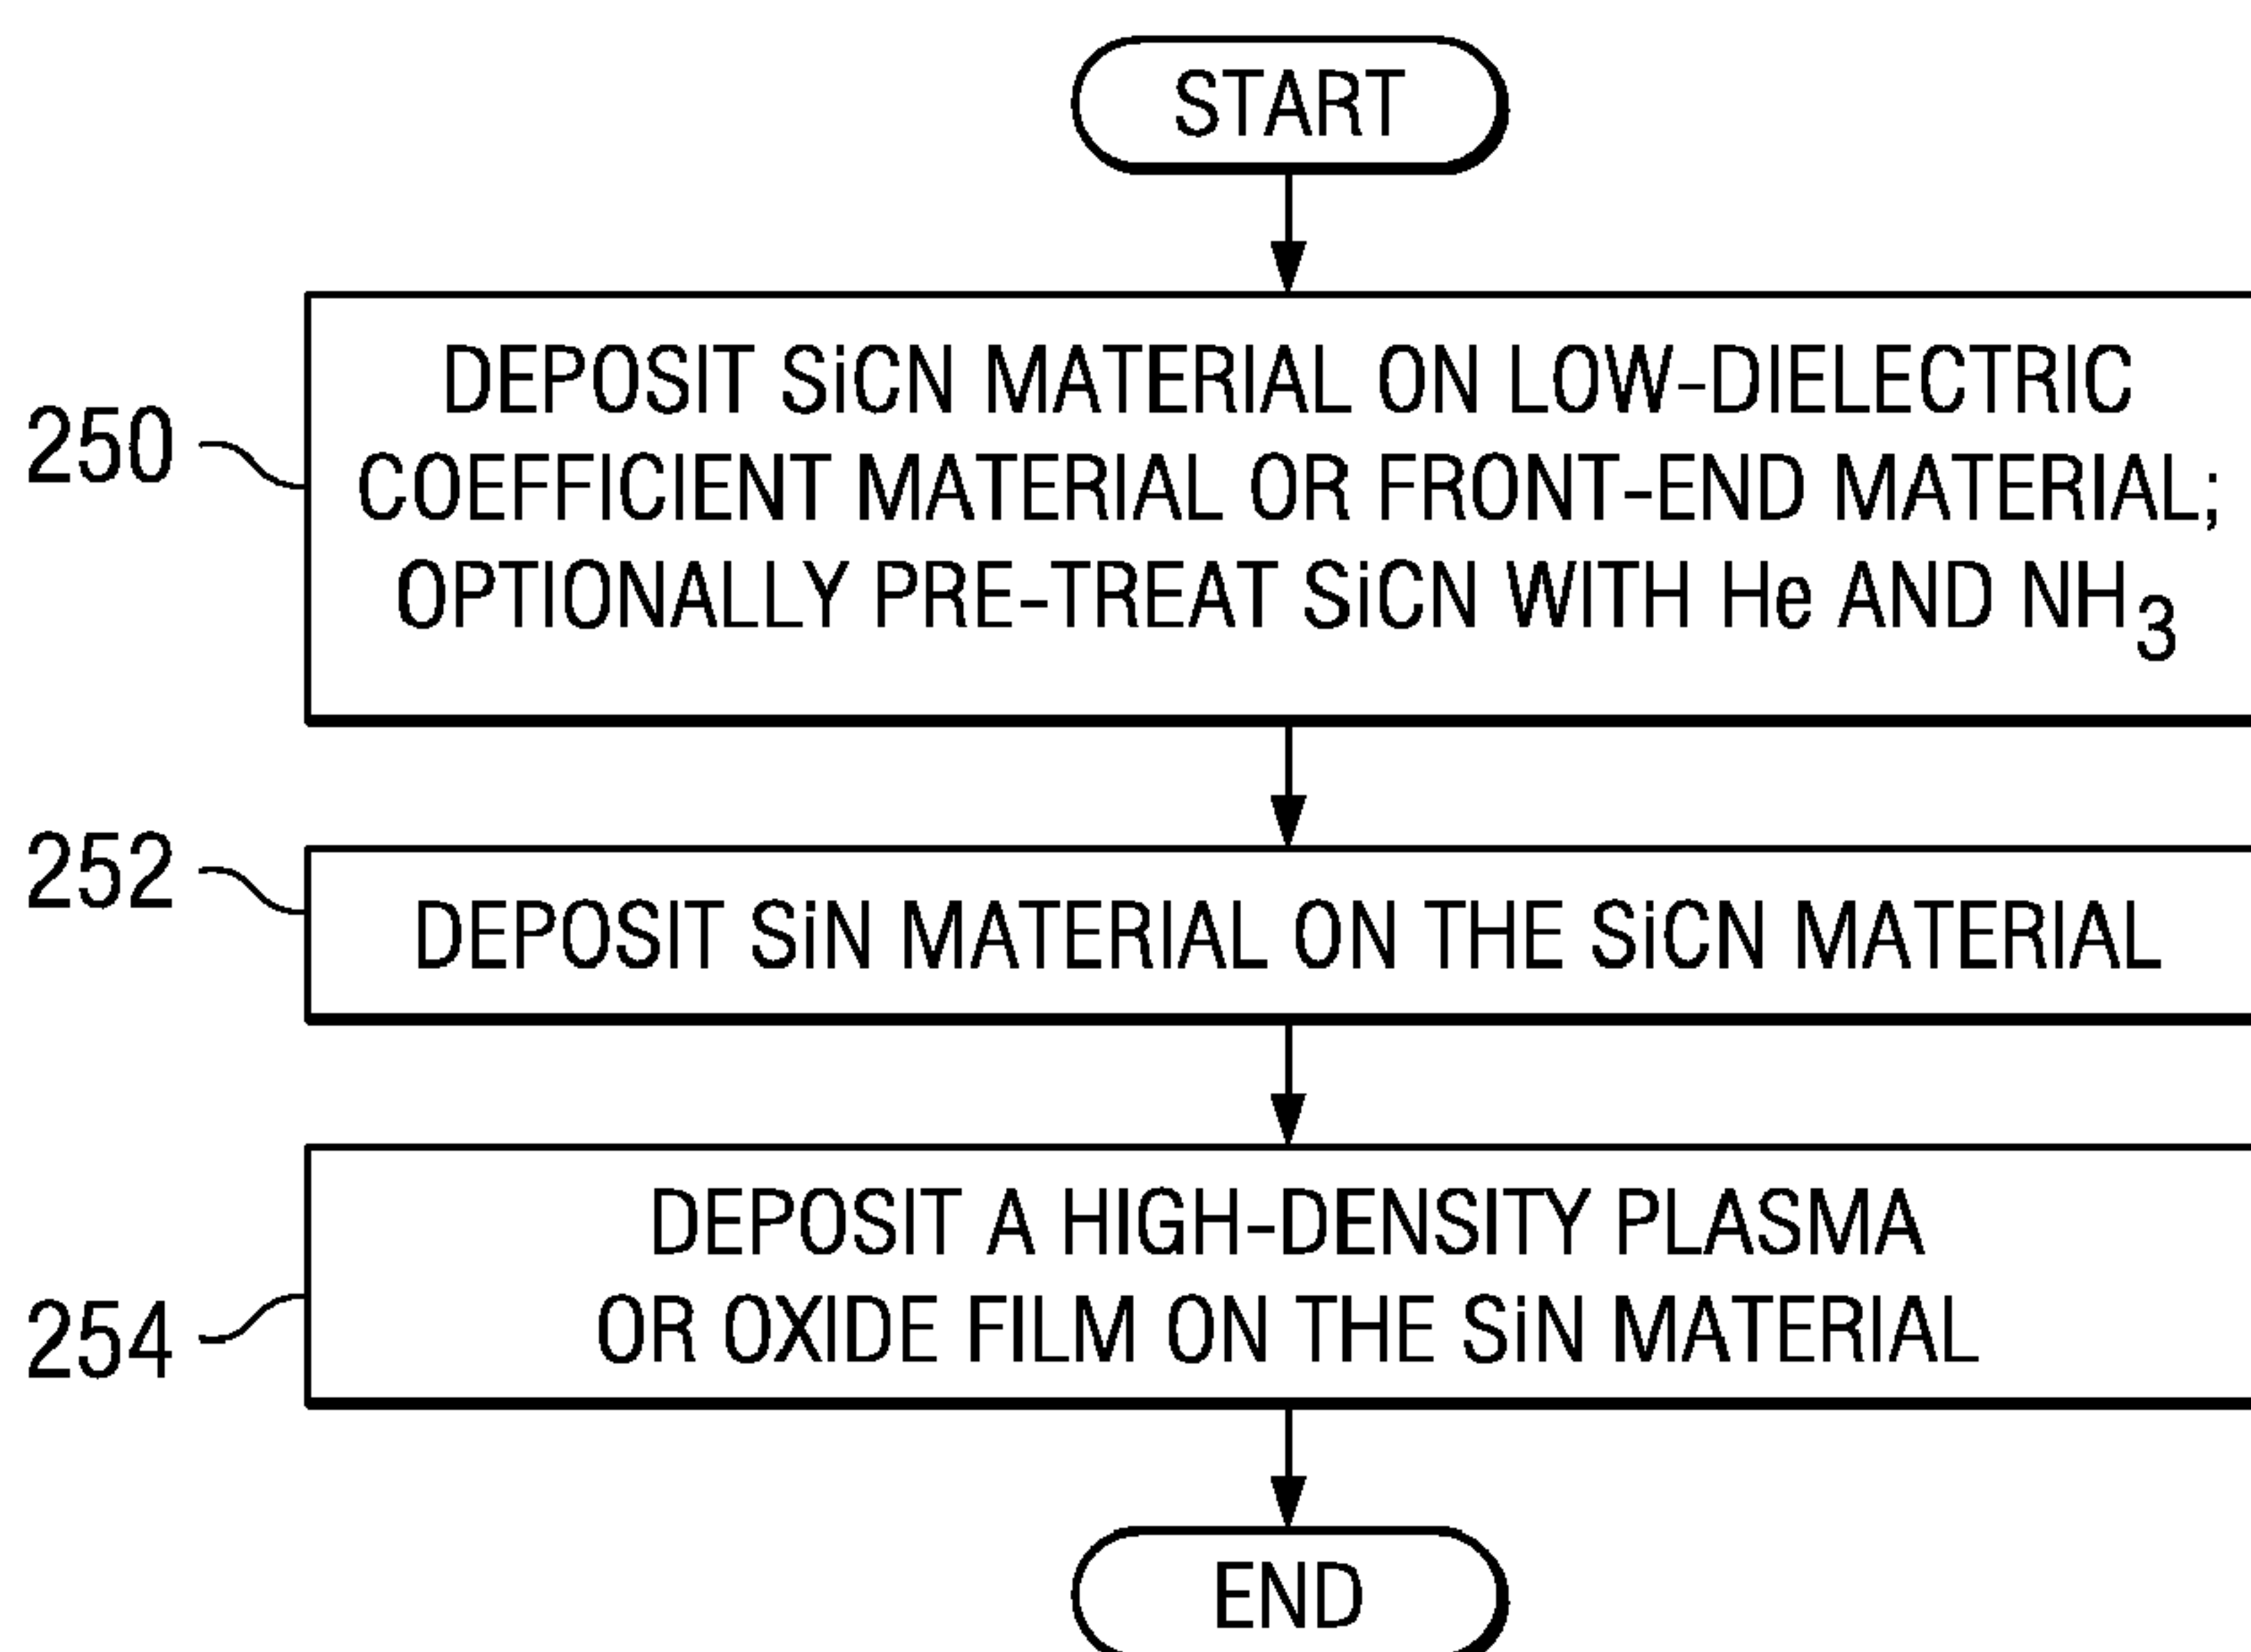 START
250
DEPOSIT SiCN MATERIAL ON LOW-DIELECTRIC
COEFFICIENT MATERIAL OR FRONT-END MATERIAL;
OPTIONALLY PRE-TREAT SiCN WITH He AND NH3
252
DEPOSIT SiN MATERIAL ON THE SiCN MATERIAL
254
DEPOSIT A HIGH-DENSITY PLASMA
OR OXIDE FILM ON THE SiN MATERIAL
END